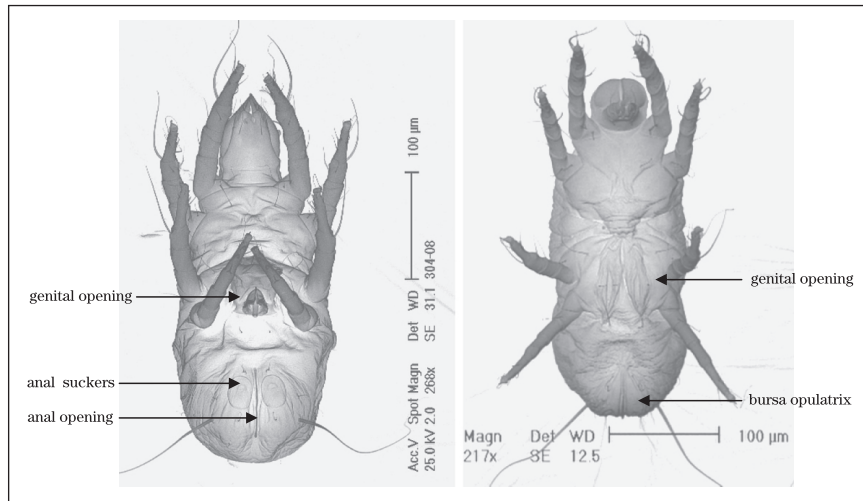 genital opening
anal suckers
anal opening
100 µm
Acc.V Spot Magn Det WD
25.0 kV 2.0 268x SE 31.1 304-08
genital opening
bursa opulatrix
Magn Det WD
217x SE 12.5
100 µm